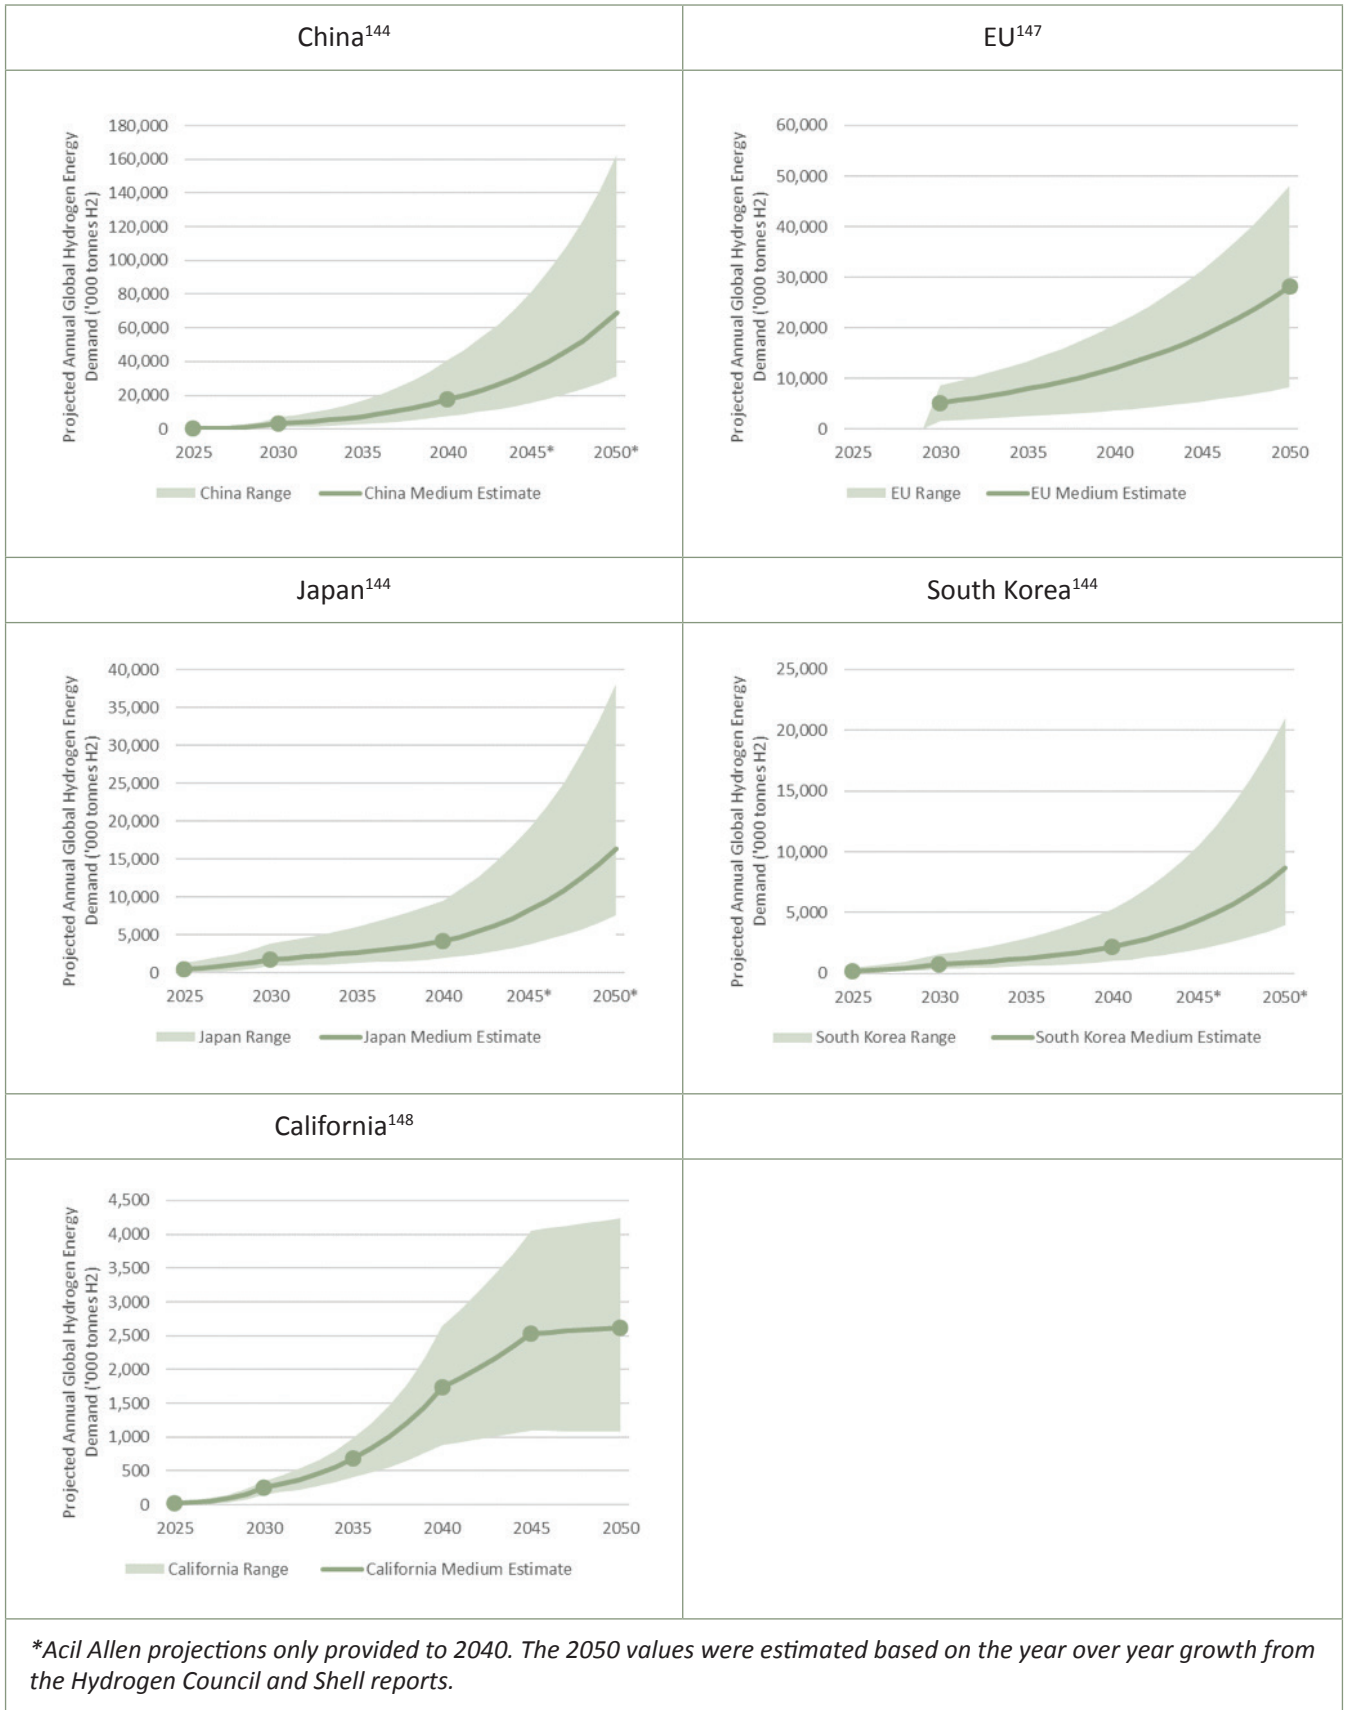 China144
EU147
Projected Annual Global Hydrogen Energy
Demand ('000 tonnes H2)
180,000
160,000
140,000
120,000
100,000
80,000
60,000
40,000
20,000
0
2025 2030 2035 2040 2045* 2050*
China Range China Medium Estimate
Projected Annual Global Hydrogen Energy
Demand ('000 tonnes H2)
60,000
50,000
40,000
30,000
20,000
10,000
0
2025 2030 2035 2040 2045 2050
EU Range EU Medium Estimate
Japan144
South Korea144
Projected Annual Global Hydrogen Energy
Demand ('000 tonnes H2)
40,000
35,000
30,000
25,000
20,000
15,000
10,000
5,000
0
2025 2030 2035 2040 2045* 2050*
Japan Range Japan Medium Estimate
Projected Annual Global Hydrogen Energy
Demand ('000 tonnes H2)
25,000
20,000
15,000
10,000
5,000
0
2025 2030 2035 2040 2045* 2050*
South Korea Range South Korea Medium Estimate
California148
Projected Annual Global Hydrogen Energy
Demand ('000 tonnes H2)
4,500
4,000
3,500
3,000
2,500
2,000
1,500
1,000
500
0
2025 2030 2035 2040 2045 2050
California Range California Medium Estimate
*Acil Allen projections only provided to 2040. The 2050 values were estimated based on the year over year growth from
the Hydrogen Council and Shell reports.